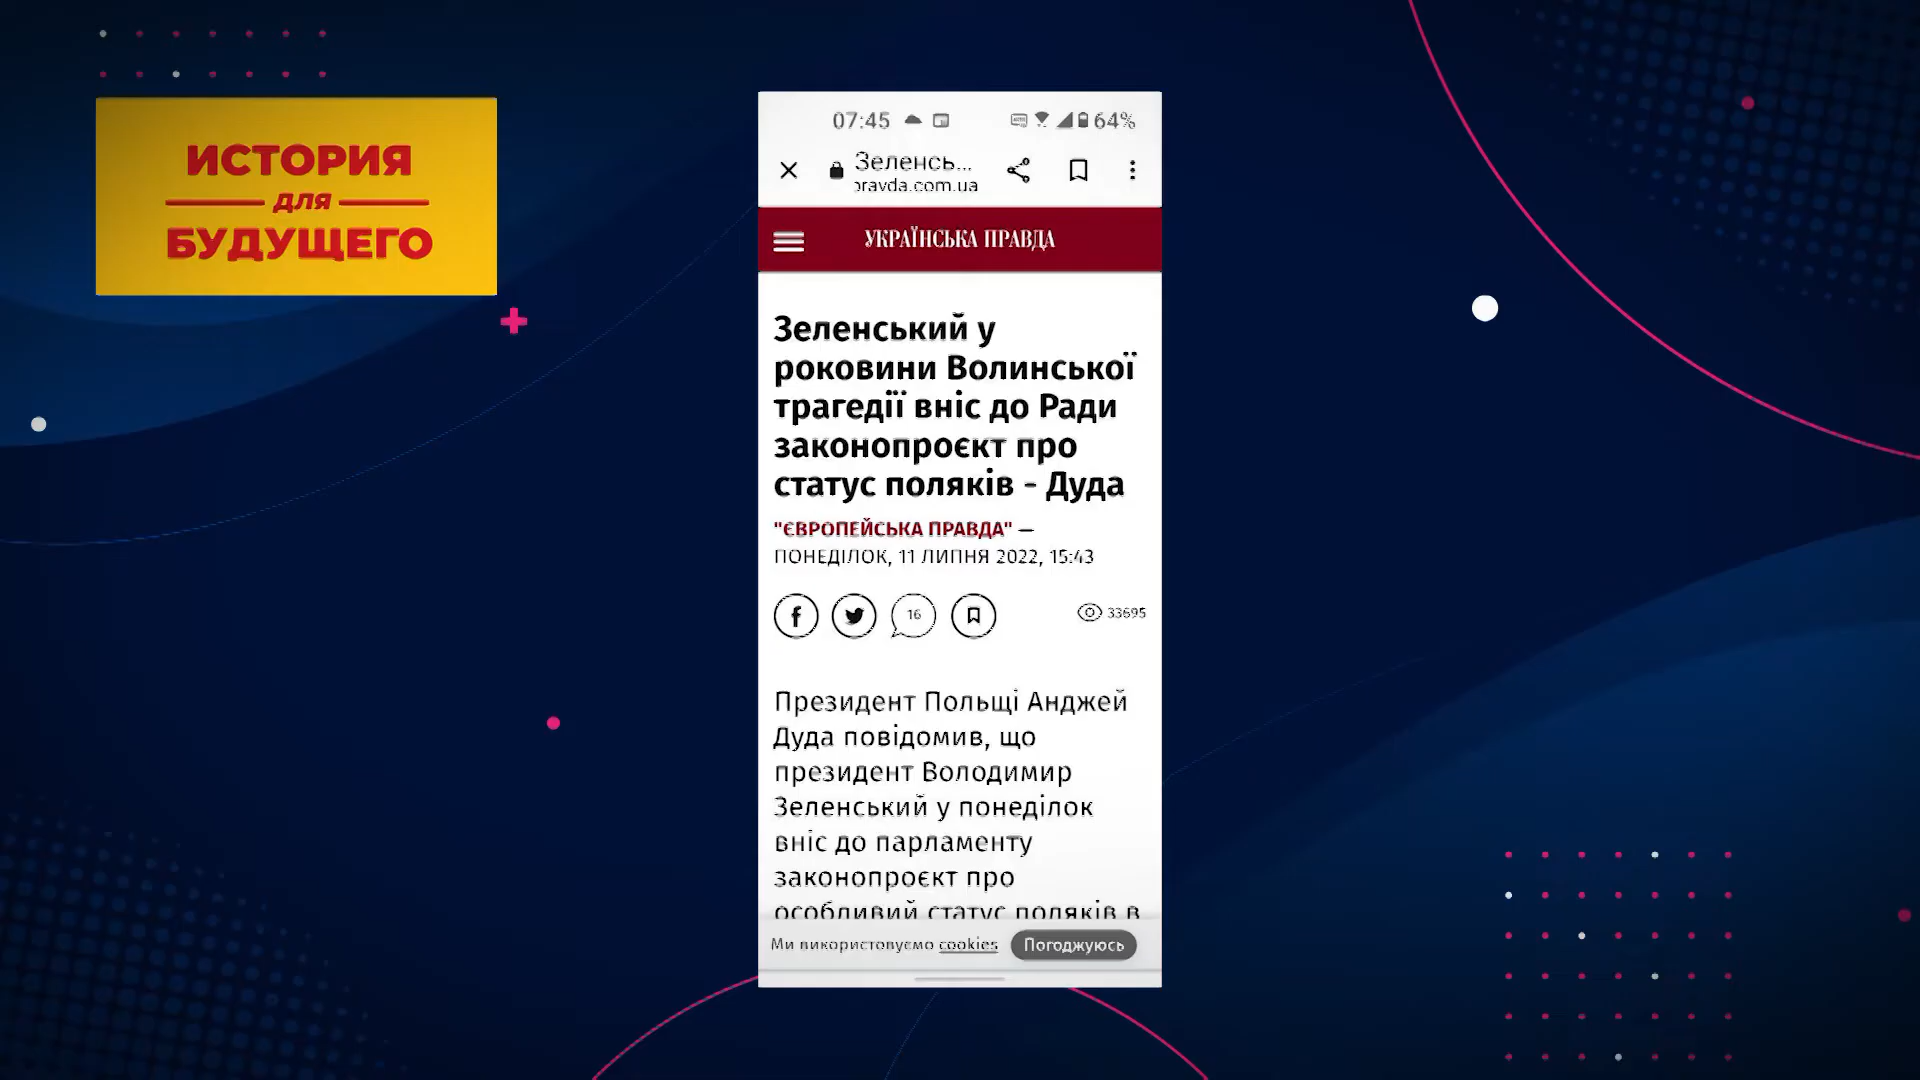 ИСТОРИЯ
для
БУДУЩЕГО
07:45
64%
Зеленсь...
pravda.com.ua
УКРАЇНСЬКА ПРАВДА
Зеленський у
роковини Волинської
трагедії вніс до Ради
законопроєкт про
статус поляків - Дуда
"ЄВРОПЕЙСЬКА ПРАВДА" —
ПОНЕДІЛОК, 11 ЛИПНЯ 2022, 15:43
16
33695
Президент Польщі Анджей
Дуда повідомив, що
президент Володимир
Зеленський у понеділок
вніс до парламенту
законопроєкт про
особливий статус поляків в
Ми використовуємо cookies
Погоджуюсь